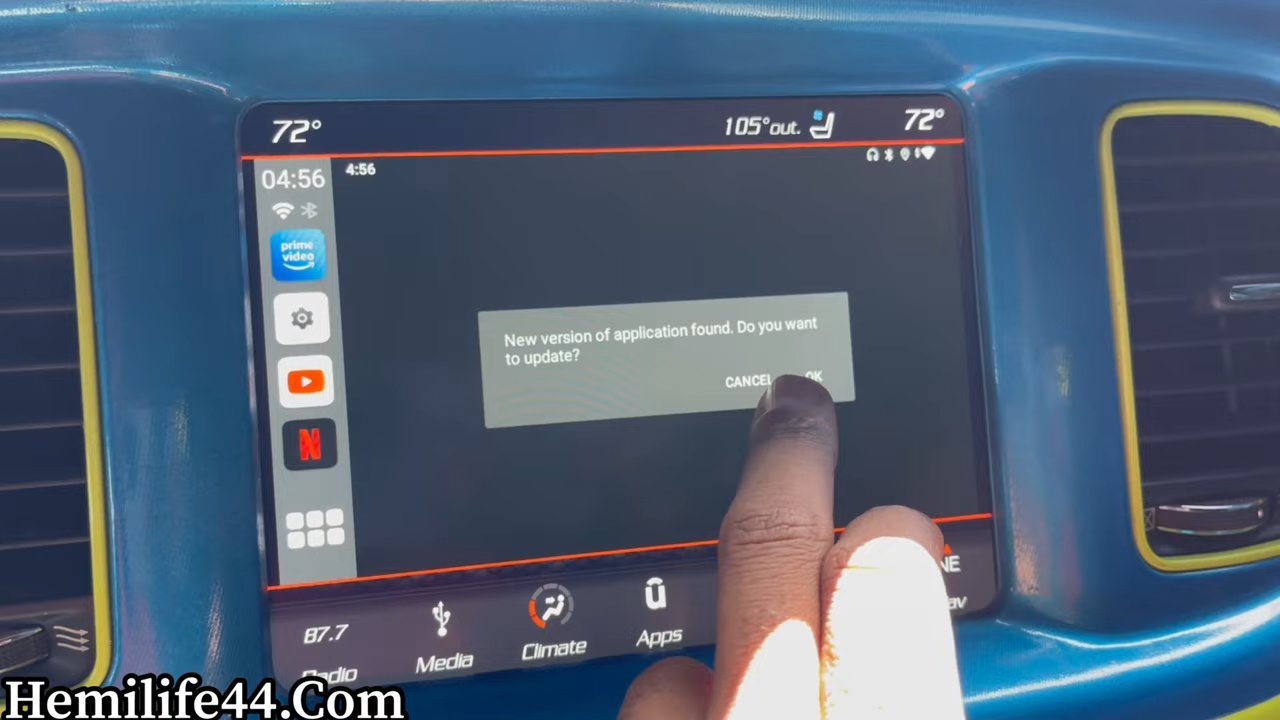 72°
105°out.
72°
04:56
4:56
prime
video
New version of application found. Do you want
to update?
CANCEL
OK
N
87.7
Radio
Media
Climate
Apps
Hemilife44.Com